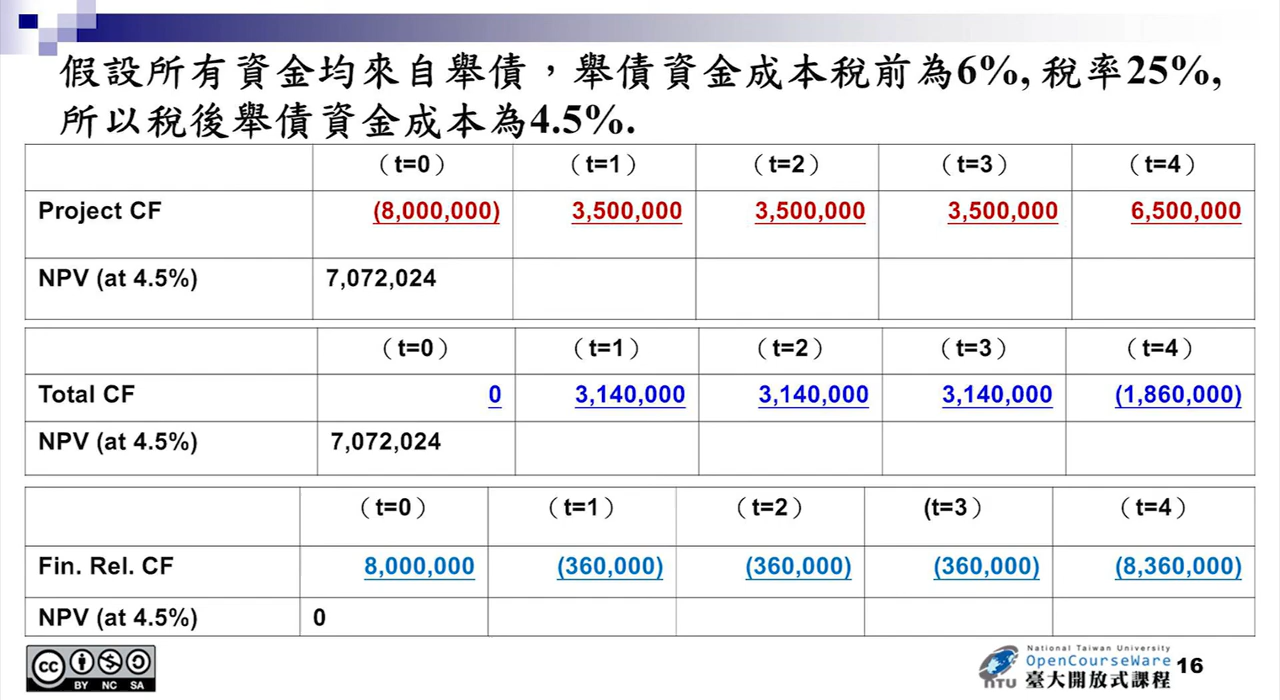 假設所有資金均來自舉債，舉債資金成本稅前為6%, 稅率25%,
所以稅後舉債資金成本為4.5%.
（t=0） （t=1） （t=2） （t=3） （t=4）
Project CF (8,000,000) 3,500,000 3,500,000 3,500,000 6,500,000
NPV (at 4.5%) 7,072,024
（t=0） （t=1） （t=2） （t=3） （t=4）
Total CF 0 3,140,000 3,140,000 3,140,000 (1,860,000)
NPV (at 4.5%) 7,072,024
（t=0） （t=1） （t=2） (t=3） （t=4）
Fin. Rel. CF 8,000,000 (360,000) (360,000) (360,000) (8,360,000)
NPV (at 4.5%) 0
cc BY NC SA
National Taiwan University
OpenCourseWare
NTU 臺大開放式課程 16